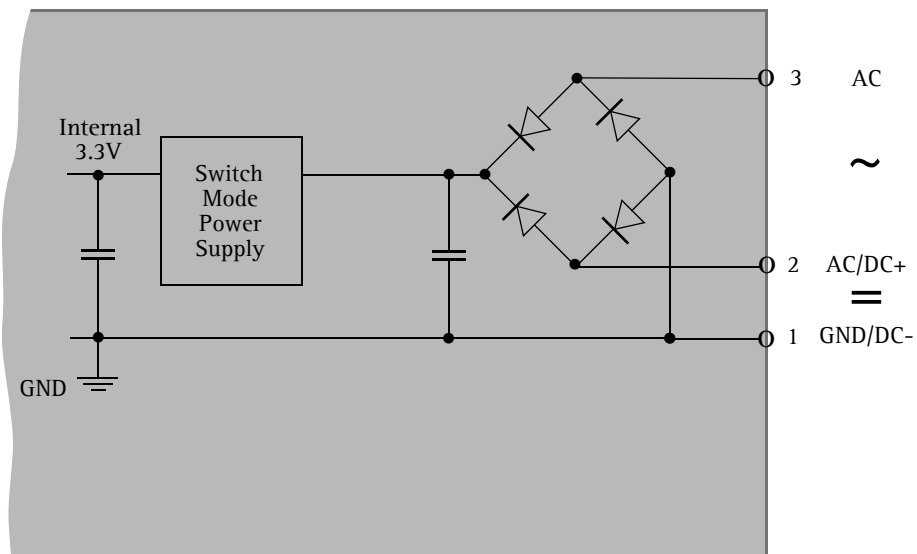 3 AC
Internal
3.3V
Switch
Mode
Power
Supply
~
2 AC/DC+
=
1 GND/DC-
GND